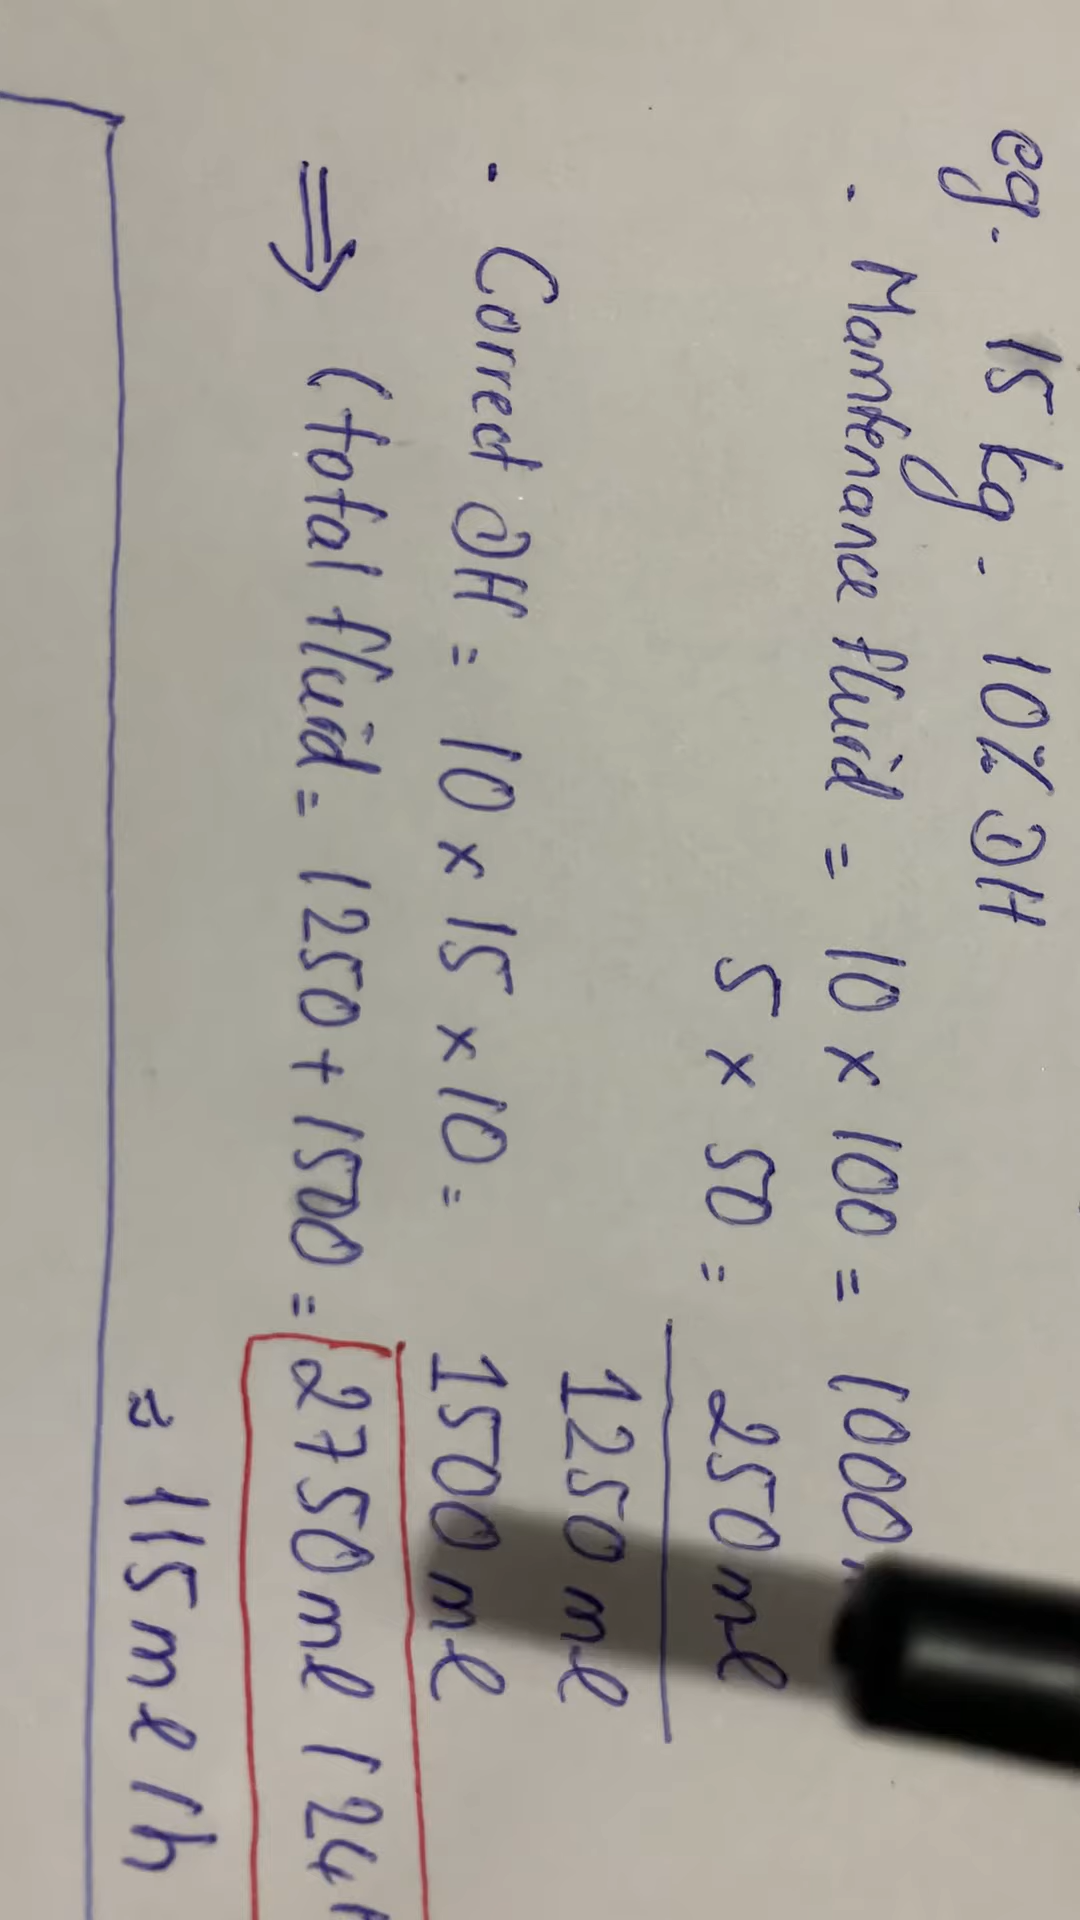 eg. 15 kg. 10% DH
· Maintenance fluid = 10 x 100 = 1000
5 x 50 = 250 ml
1250 ml
· Correct DH = 10 x 15 x 10 = 1500 ml
⇒ (total fluid = 1250 + 1500 = 2750 ml / 24h
≈ 115 ml / h